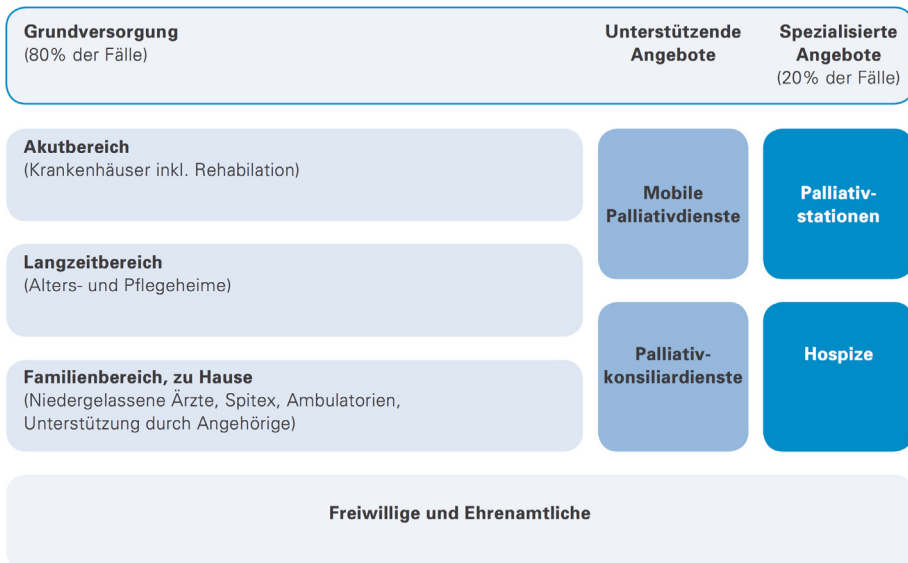 Grundversorgung
(80% der Fälle)
Unterstützende
Angebote
Spezialisierte
Angebote
(20% der Fälle)
Akutbereich
(Krankenhäuser inkl. Rehabilation)
Langzeitbereich
(Alters- und Pflegeheime)
Familienbereich, zu Hause
(Niedergelassene Ärzte, Spitex, Ambulatorien,
Unterstützung durch Angehörige)
Mobile
Palliativdienste
Palliativ-
konsiliardienste
Palliativ-
stationen
Hospize
Freiwillige und Ehrenamtliche